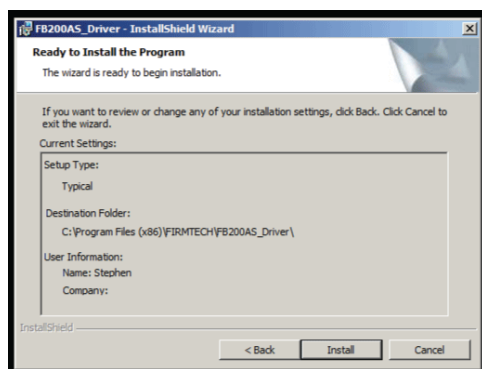 FB200AS_Driver - InstallShield Wizard
Ready to Install the Program
The wizard is ready to begin installation.
If you want to review or change any of your installation settings, click Back. Click Cancel to
exit the wizard.
Current Settings:
Setup Type:
Typical
Destination Folder:
C:\Program Files (x86)\FIRMTECH\FB200AS_Driver\
User Information:
Name: Stephen
Company:
InstallShield
< Back Install Cancel